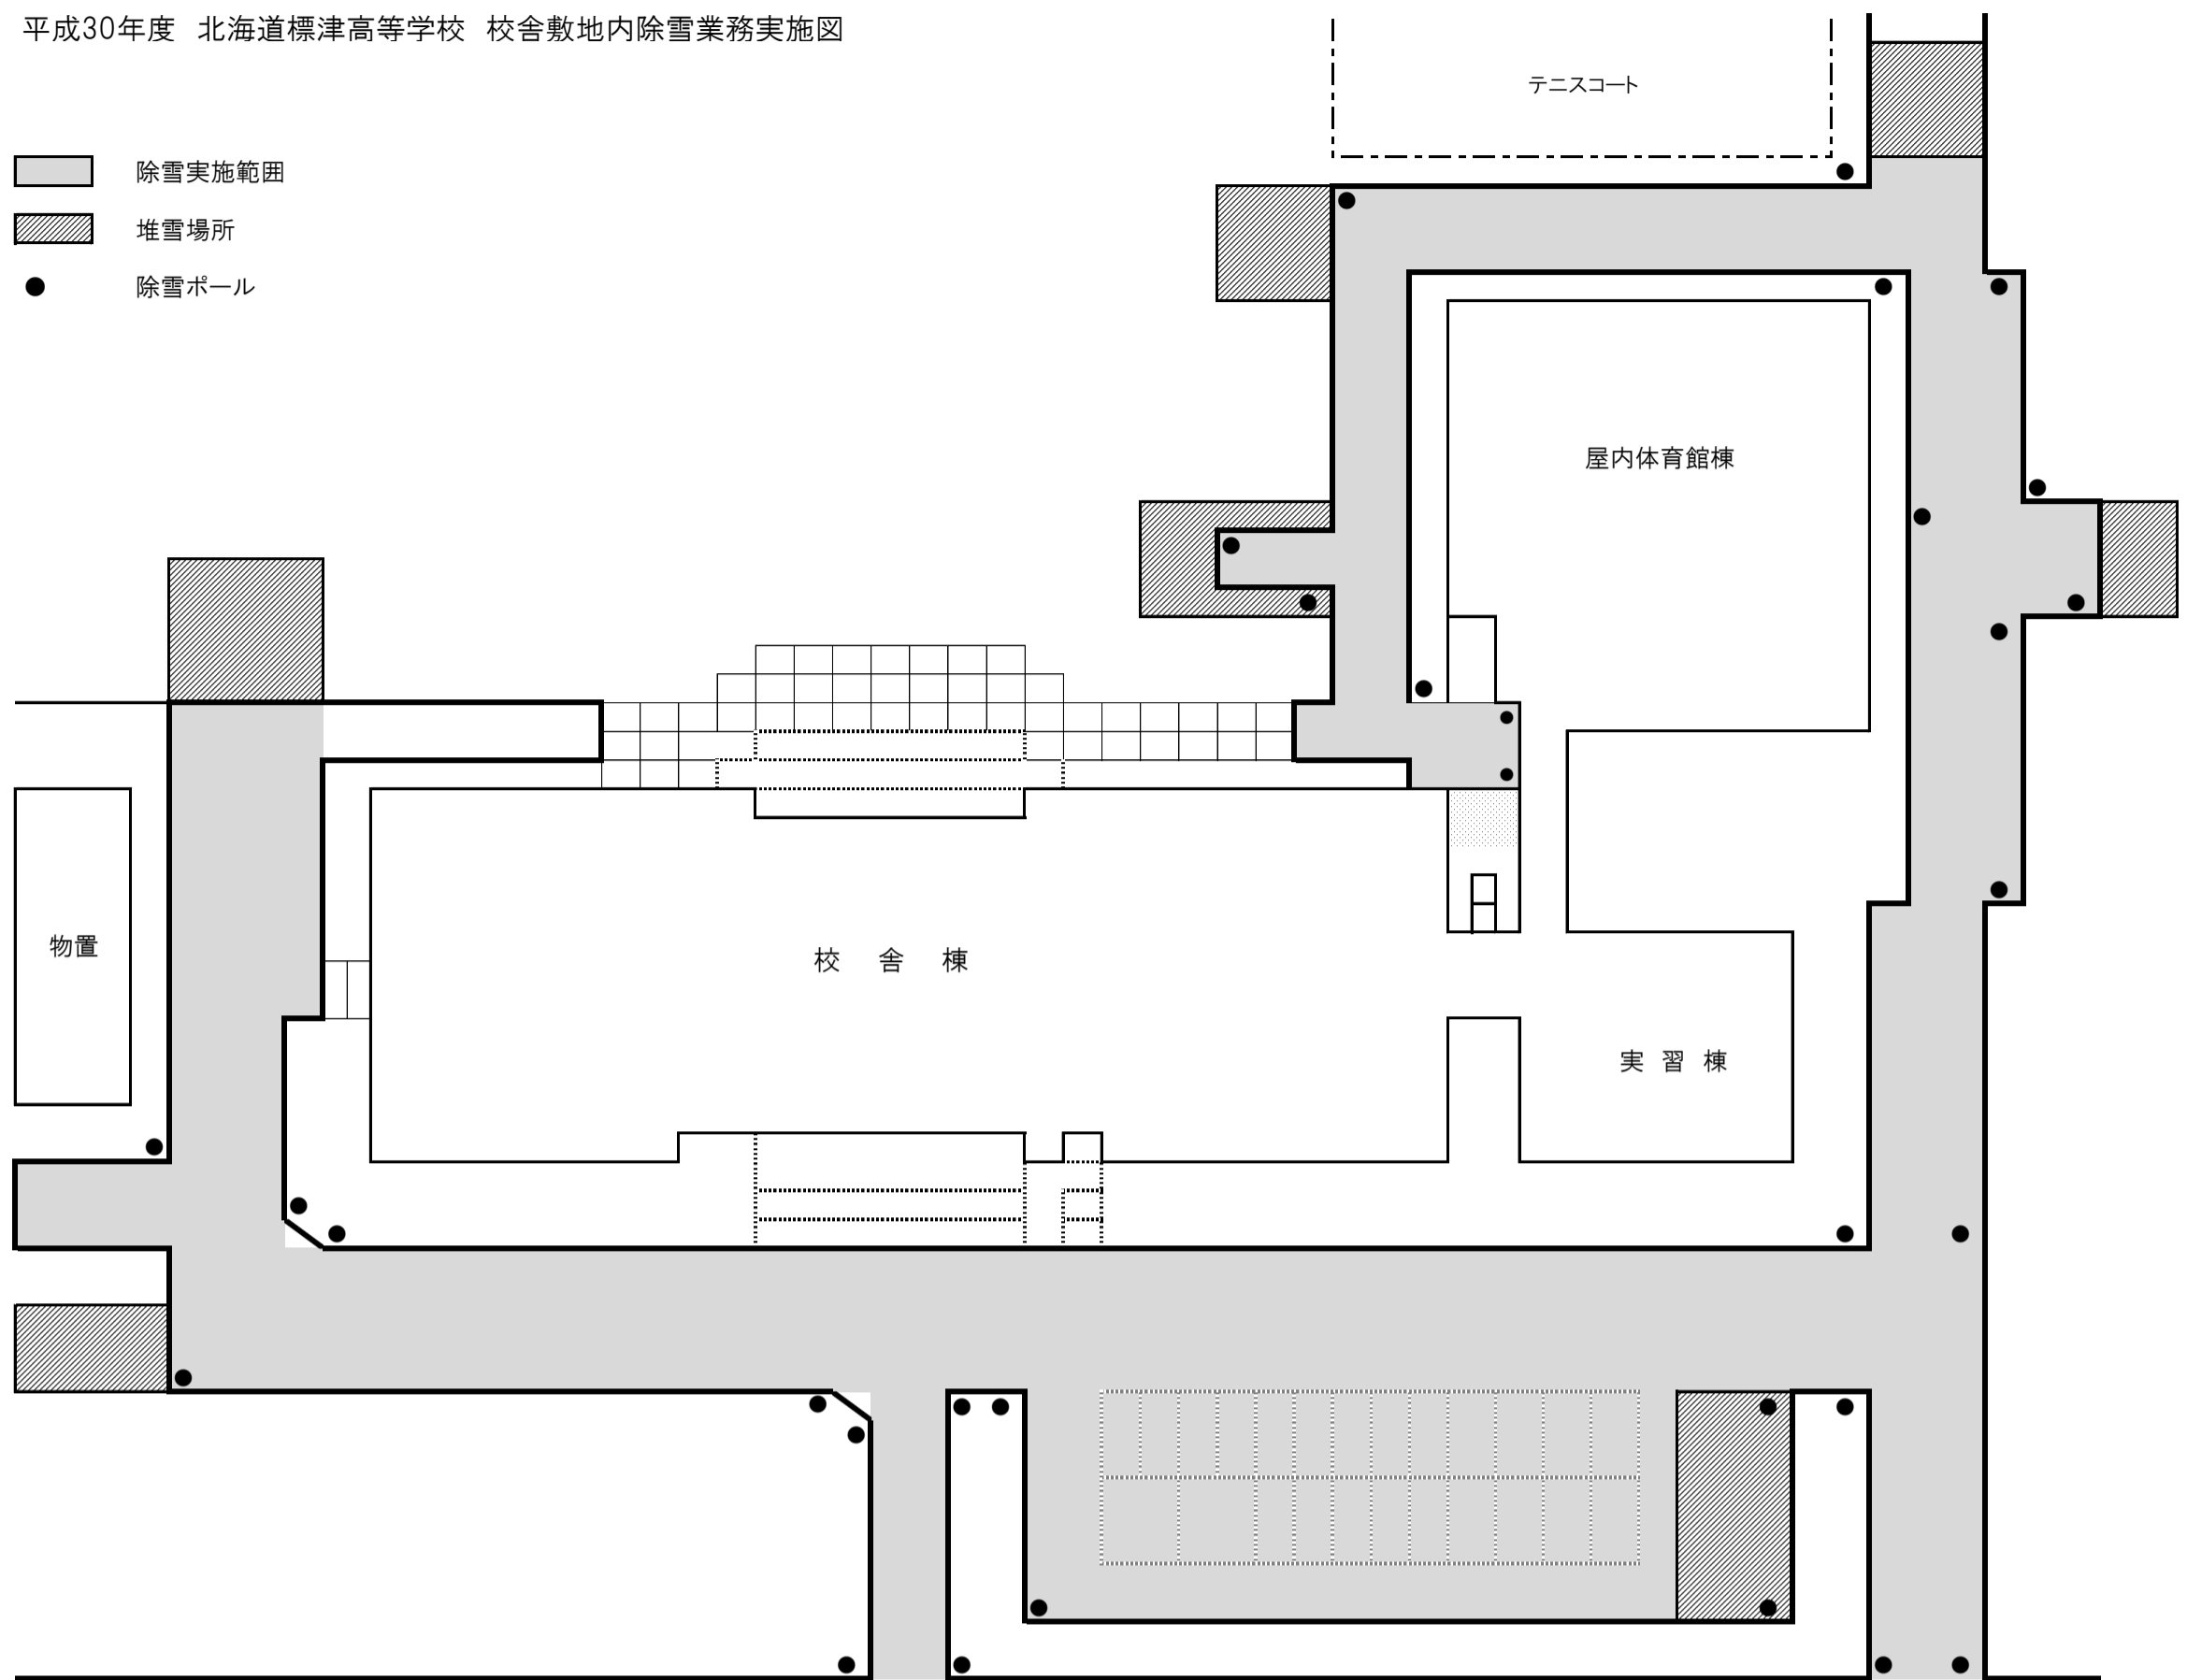 平成30年度　北海道標津高等学校　校舎敷地内除雪業務実施図
テニスコート
除雪実施範囲
堆雪場所
除雪ポール
屋内体育館棟
物置
校　舎　棟
実 習 棟